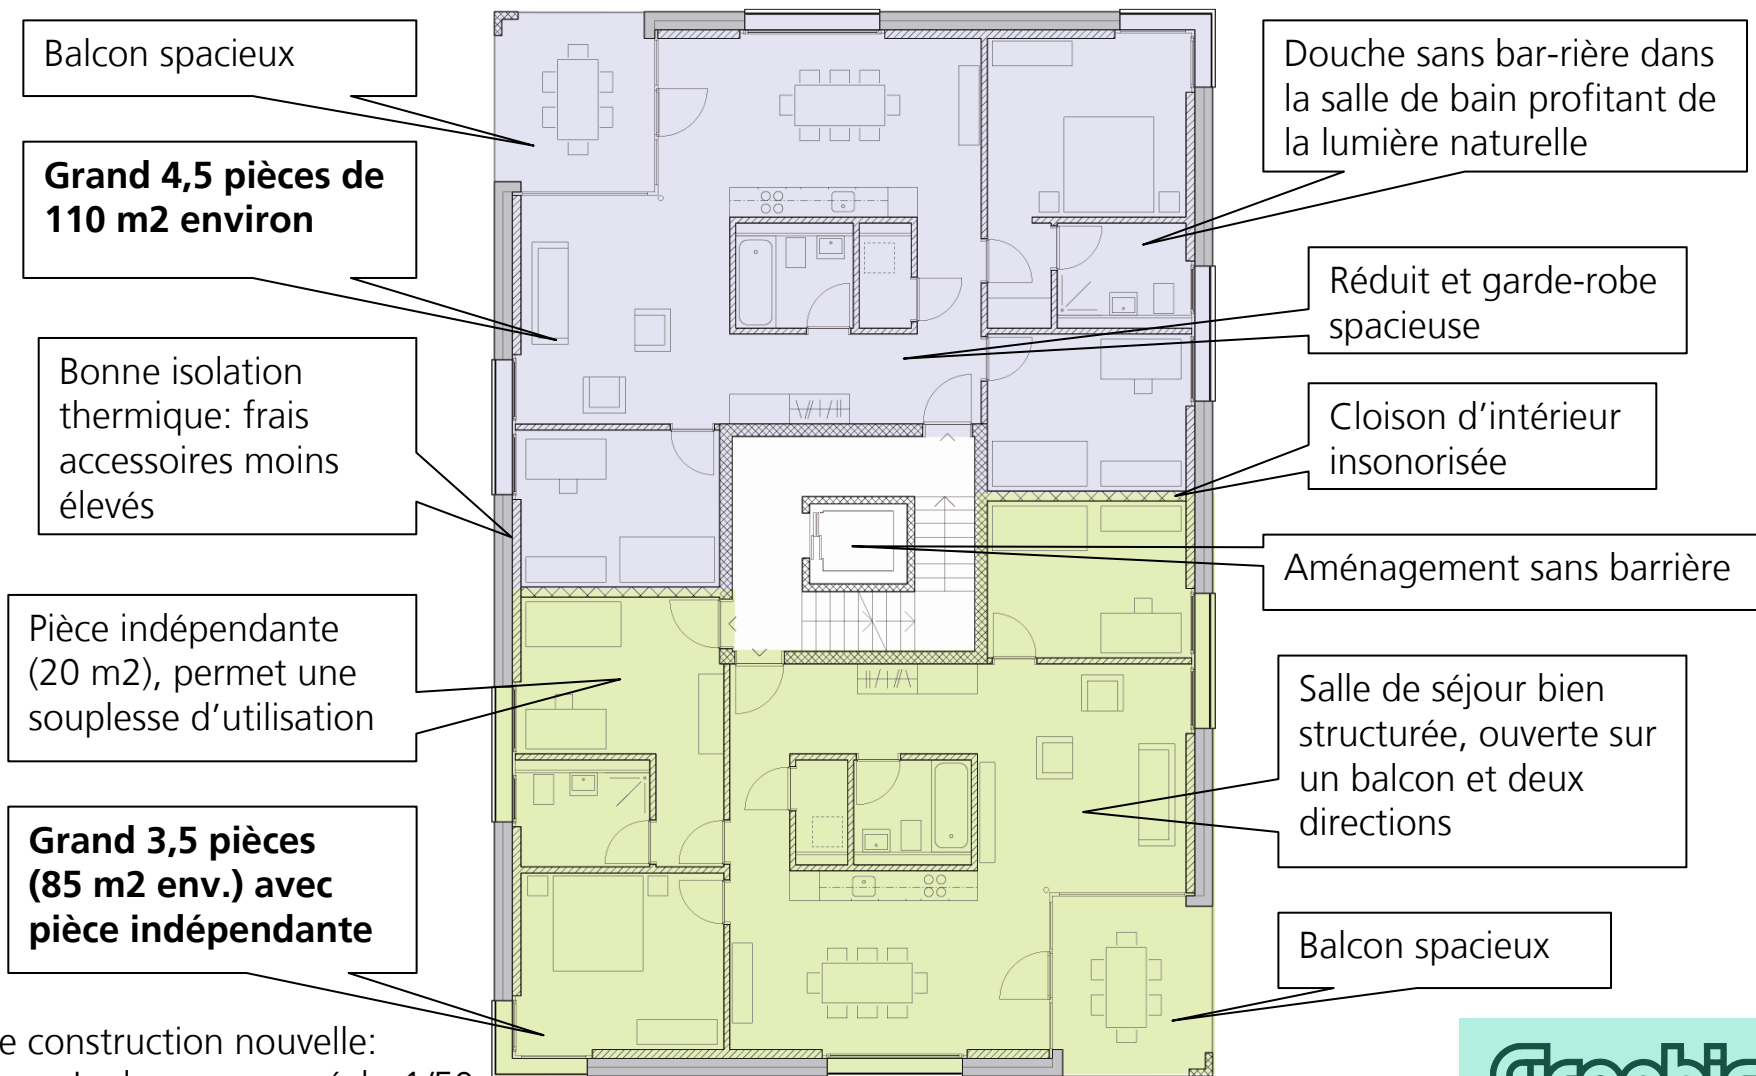 Balcon spacieux
Grand 4,5 pièces de
110 m2 environ
Bonne isolation
thermique: frais
accessoires moins
élevés
Pièce indépendante
(20 m2), permet une
souplesse d’utilisation
Grand 3,5 pièces
(85 m2 env.) avec
pièce indépendante
construction nouvelle:
Douche sans bar-rière dans
la salle de bain profitant de
la lumière naturelle
Réduit et garde-robe
spacieuse
Cloison d’intérieur
insonorisée
Aménagement sans barrière
Salle de séjour bien
structurée, ouverte sur
un balcon et deux
directions
Balcon spacieux